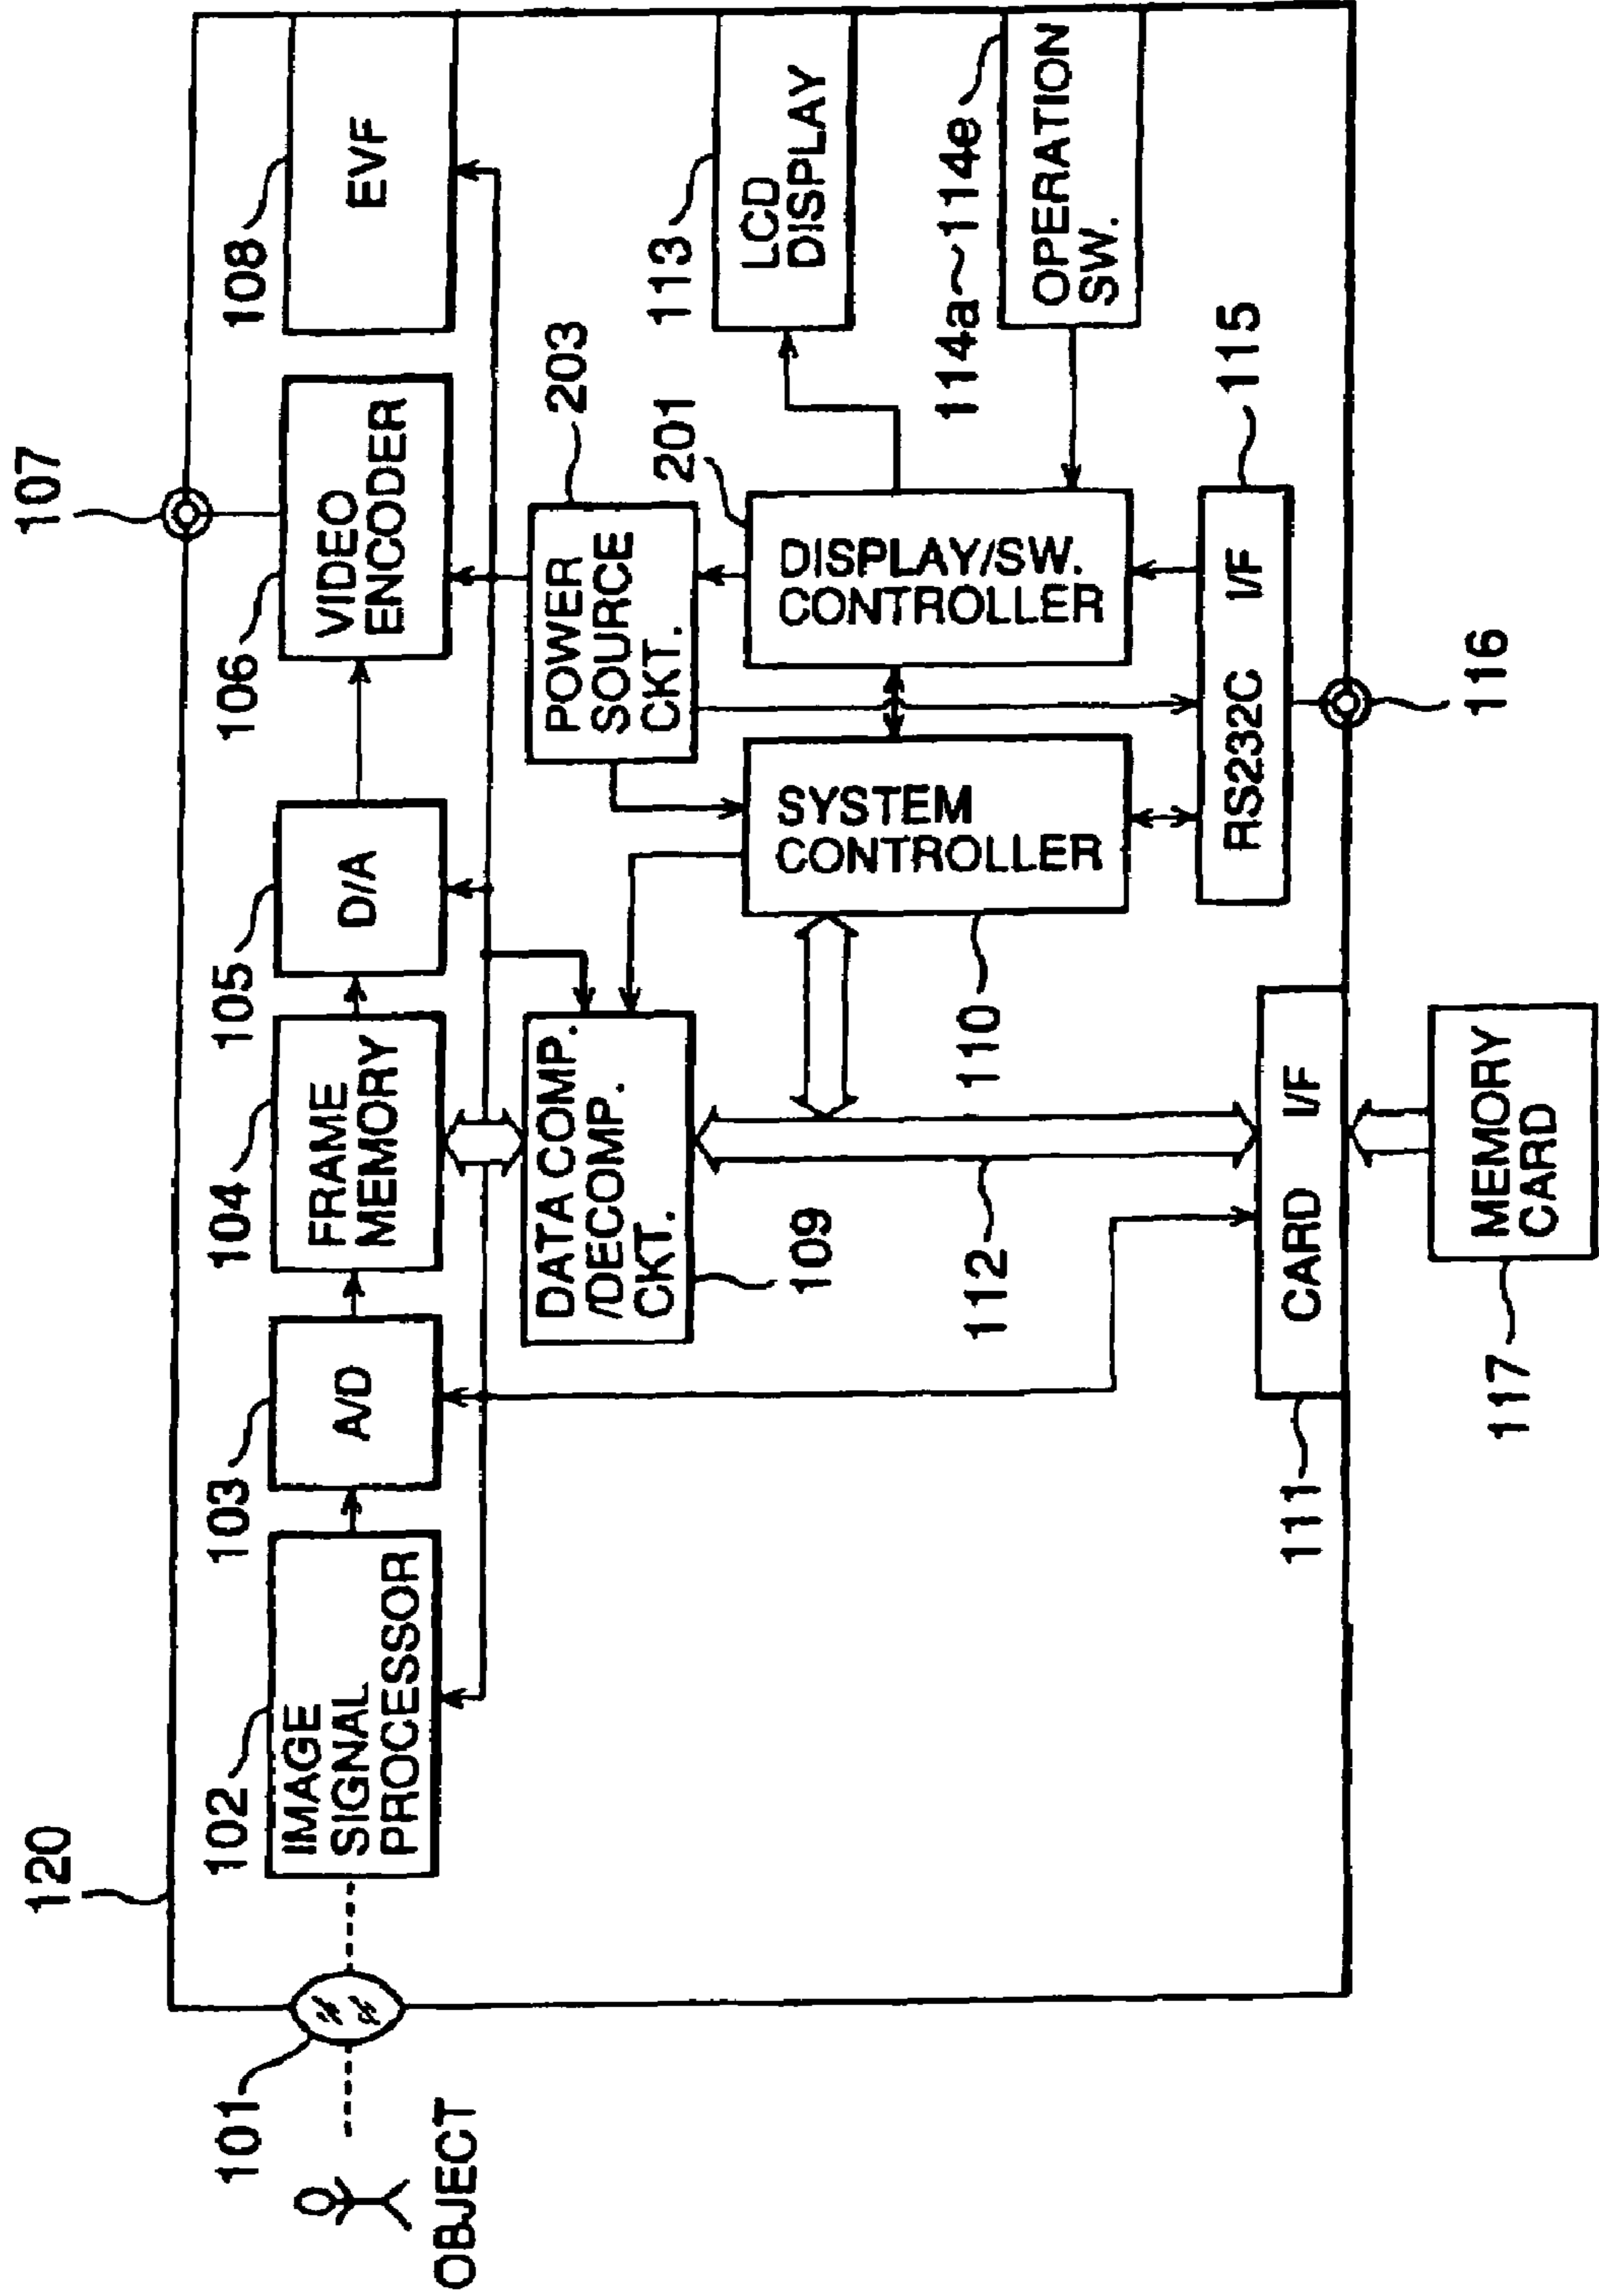 120
107
101
OBJECT
102
IMAGE
SIGNAL
PROCESSOR
103
A/D
104
FRAME
MEMORY
105
D/A
106
VIDEO
ENCODER
108
EVF
109
DATA COMP.
/DECOMP.
CKT.
203
POWER
SOURCE
CKT.
110
SYSTEM
CONTROLLER
201
DISPLAY/SW.
CONTROLLER
113
LCD
DISPLAY
114a~114e
OPERATION
SW.
112
111
CARD I/F
115
RS232C I/F
116
117
MEMORY
CARD